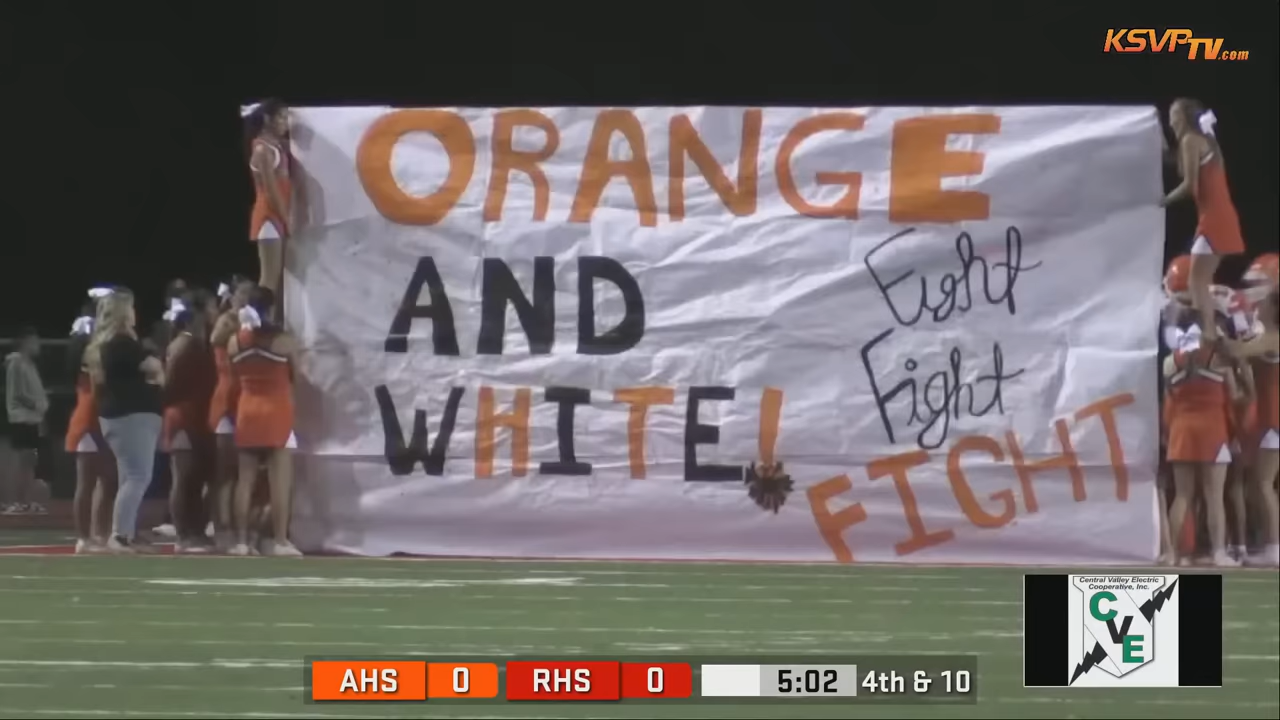 KSVPTV.com
ORANGE
AND
WHITE!
Fight
Fight
FIGHT
Central Valley Electric
Cooperative, Inc.
CVE
AHS 0 RHS 0 5:02 4th & 10